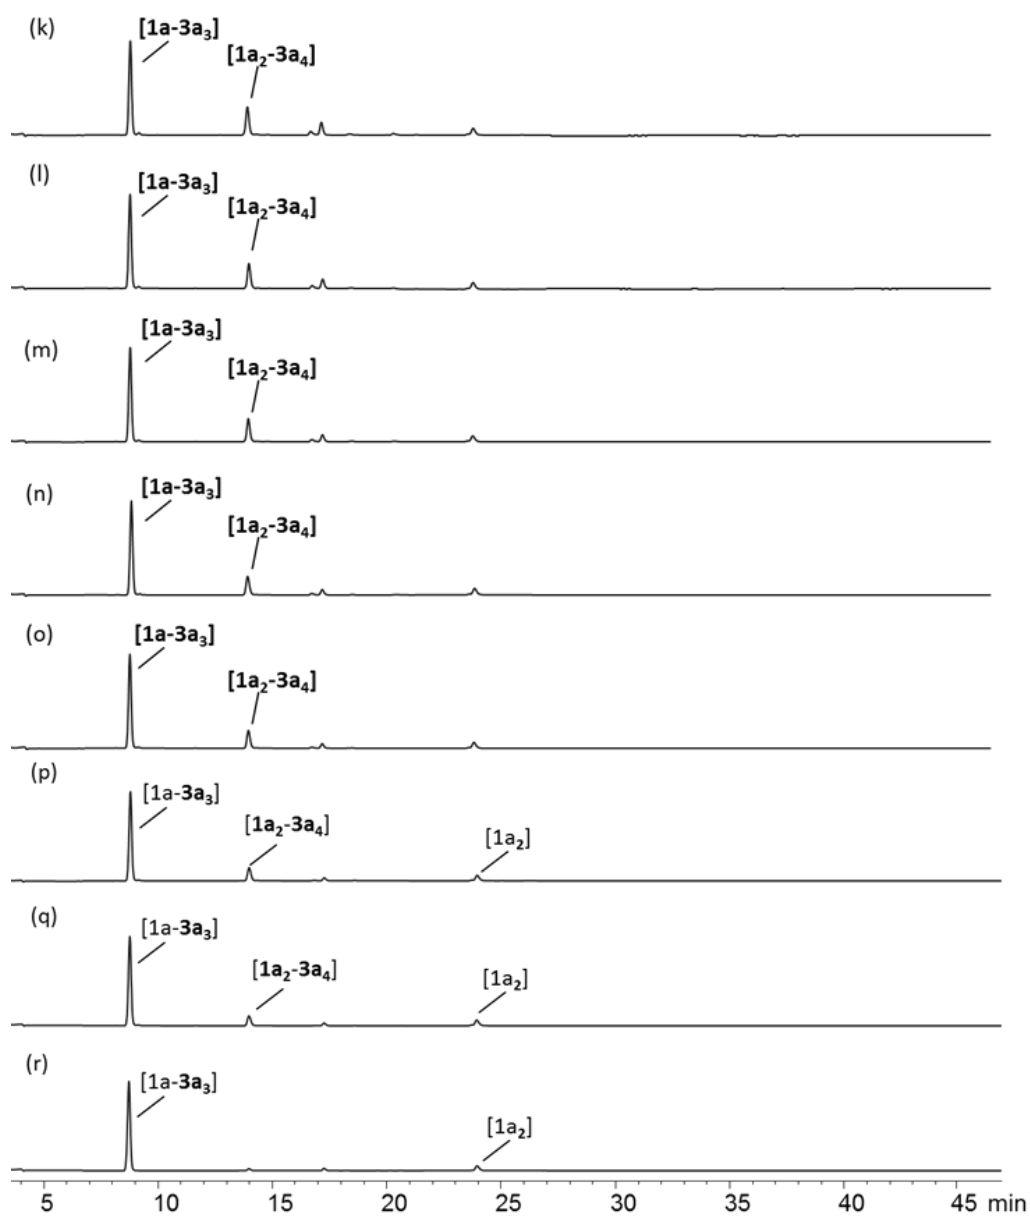 (k)
[1a-3a₃]
[1a₂-3a₄]
(l)
[1a-3a₃]
[1a₂-3a₄]
(m)
[1a-3a₃]
[1a₂-3a₄]
(n)
[1a-3a₃]
[1a₂-3a₄]
(o)
[1a-3a₃]
[1a₂-3a₄]
(p)
[1a-3a₃]
[1a₂-3a₄]
[1a₂]
(q)
[1a-3a₃]
[1a₂-3a₄]
[1a₂]
(r)
[1a-3a₃]
[1a₂]
5 10 15 20 25 30 35 40 45 min